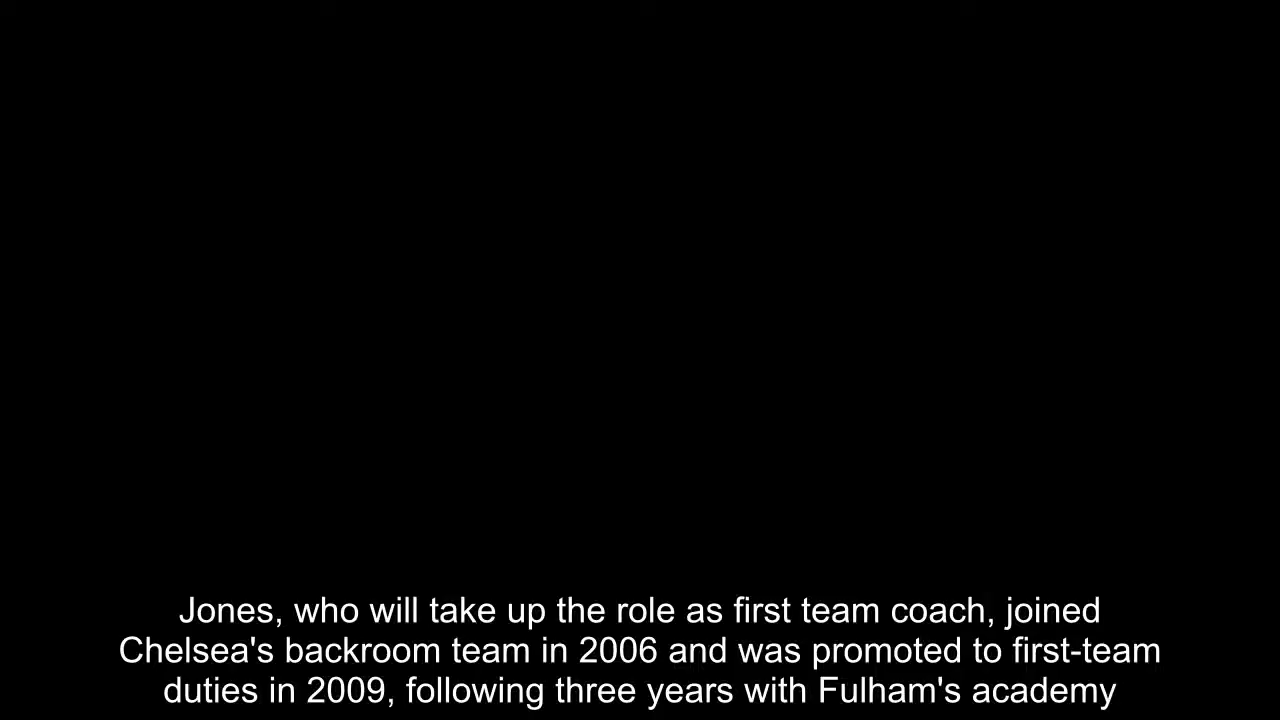 Jones, who will take up the role as first team coach, joined
Chelsea's backroom team in 2006 and was promoted to first-team
duties in 2009, following three years with Fulham's academy